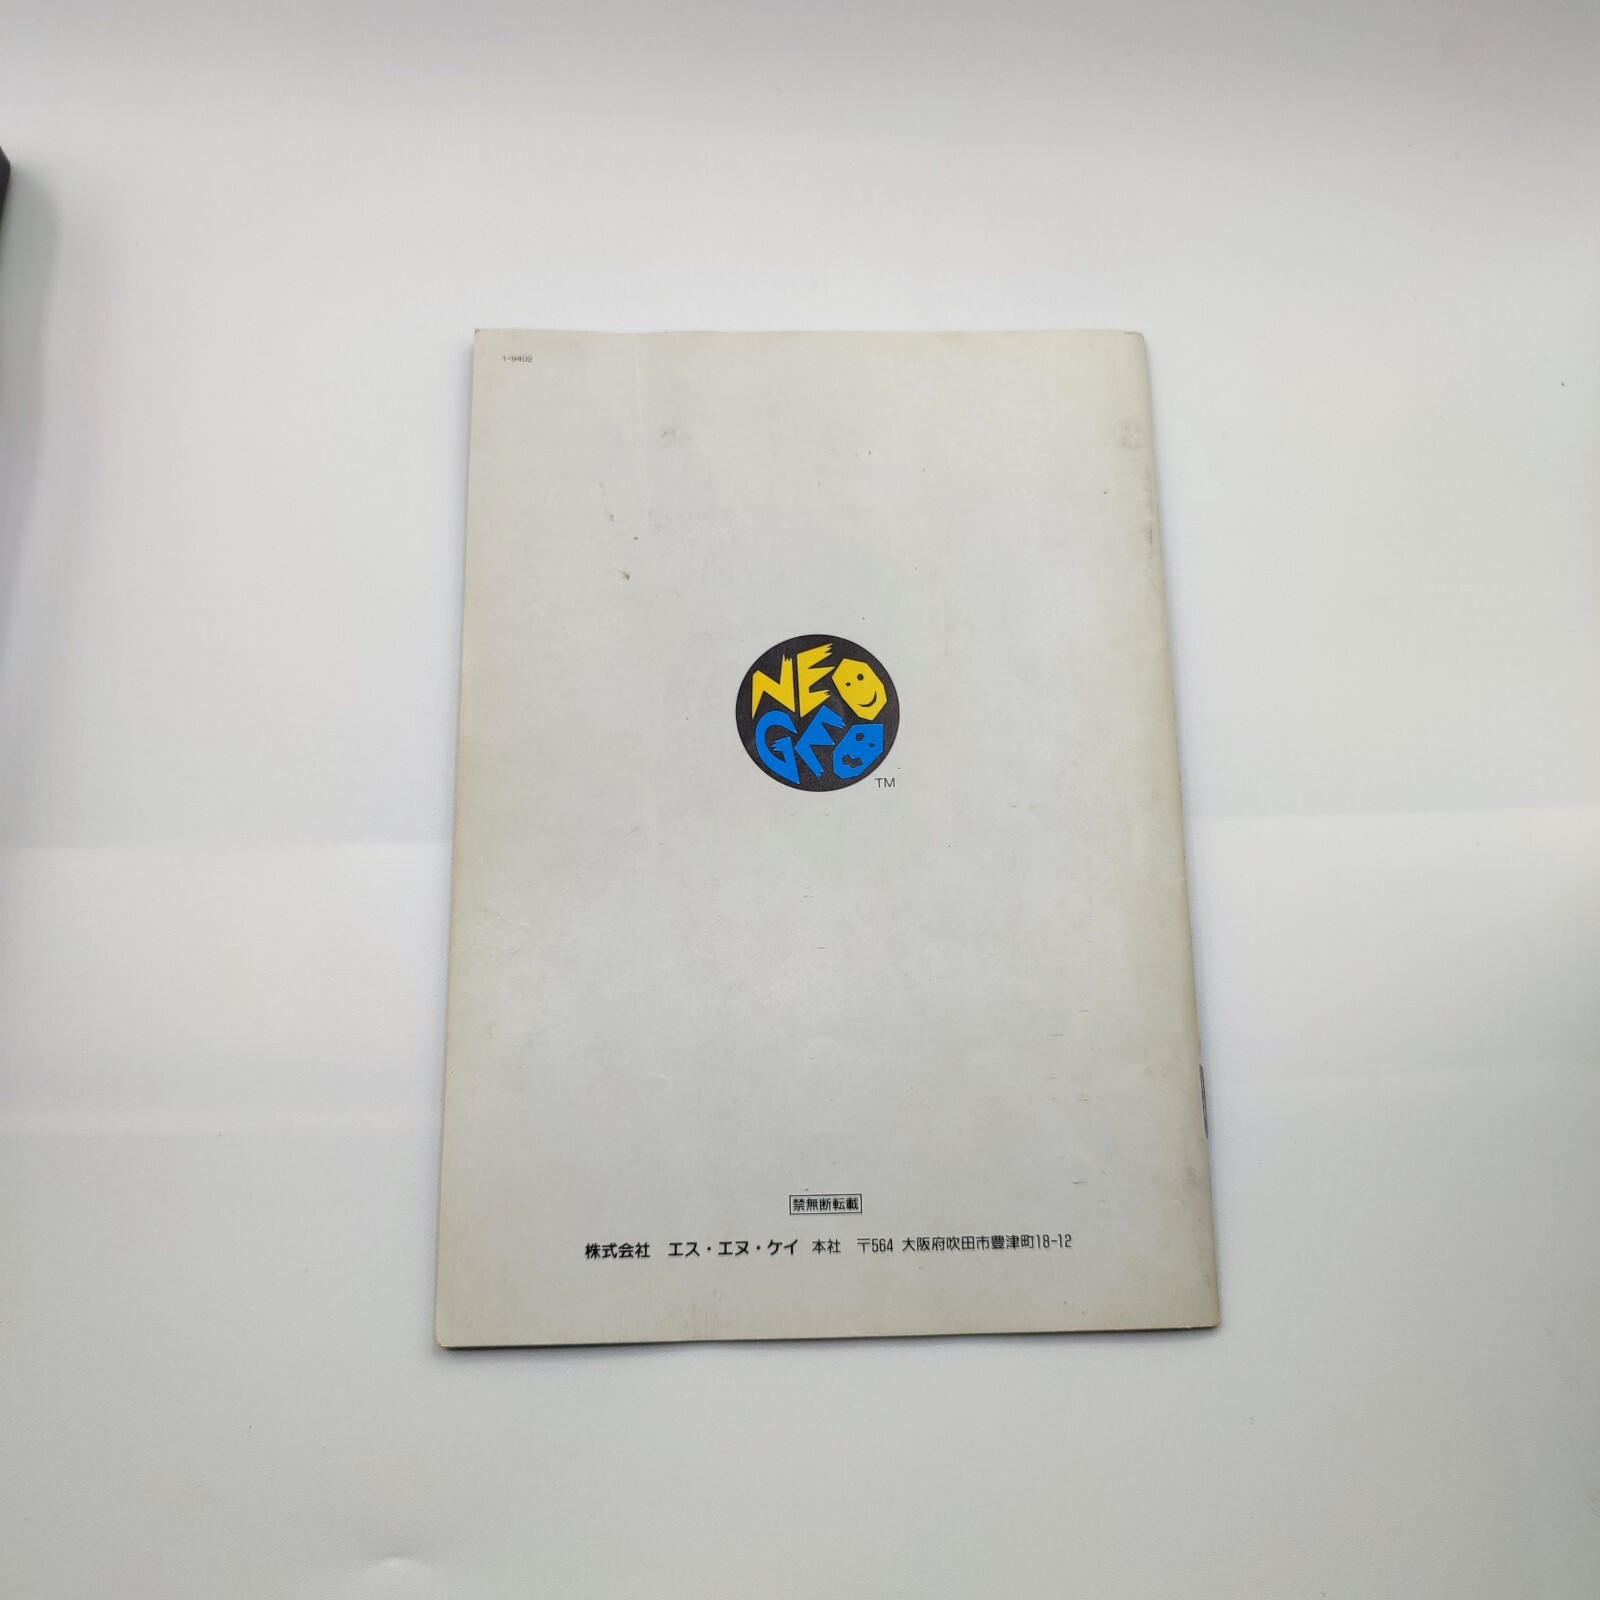 1-9402
NEO
GEO
TM
禁無断転載
株式会社 エス・エヌ・ケイ 本社 〒564 大阪府吹田市豊津町18-12